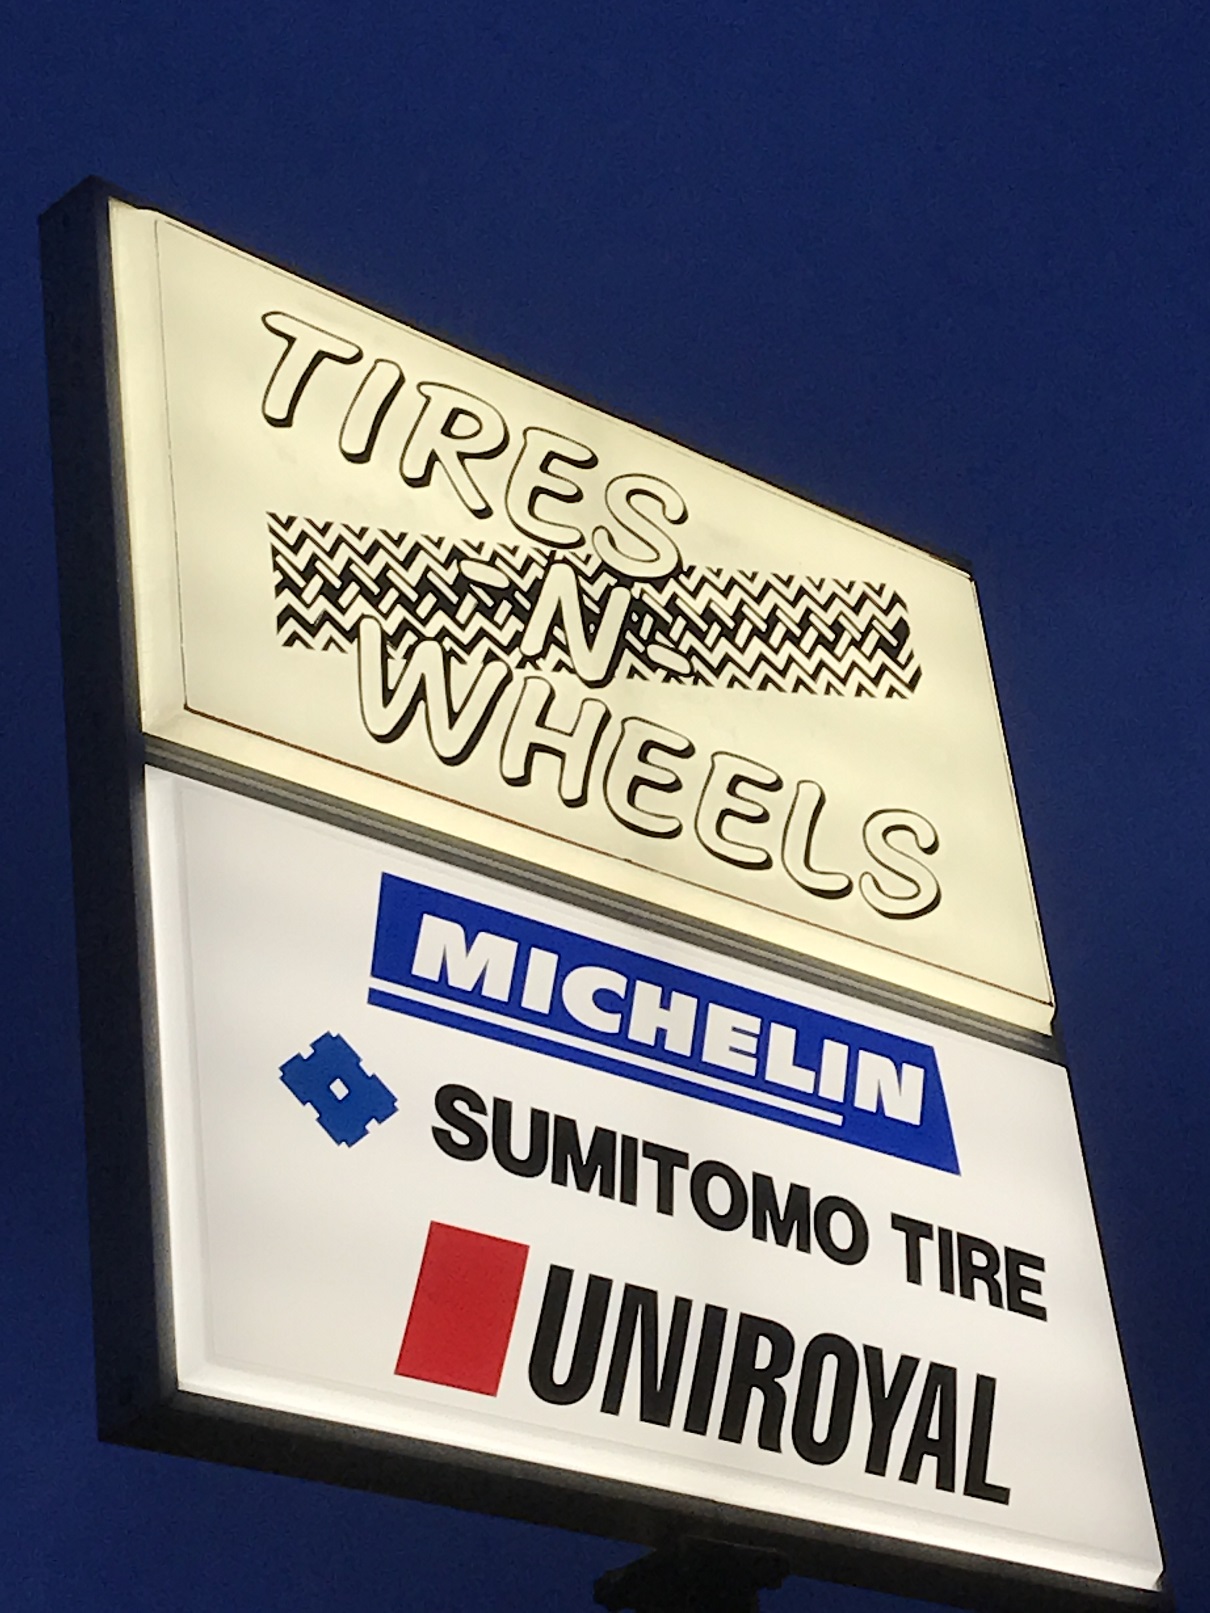 TIRES
-N-
WHEELS
MICHELIN
SUMITOMO TIRE
UNIROYAL